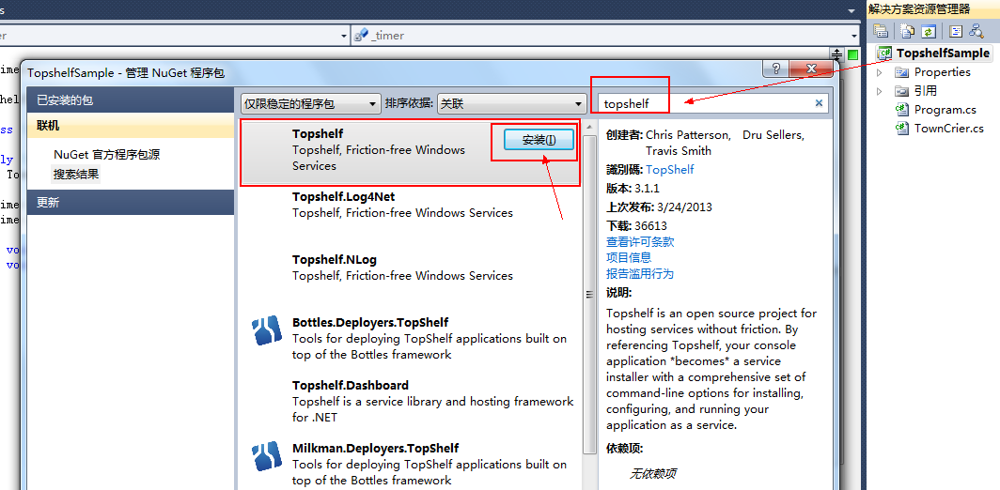 s
er
_timer
解决方案资源管理器
TopshelfSample
Properties
引用
Program.cs
TownCrier.cs
TopshelfSample - 管理 NuGet 程序包
已安装的包
联机
NuGet 官方程序包源
搜索结果
更新
仅限稳定的程序包
排序依据:
关联
topshelf
Topshelf
Topshelf, Friction-free Windows
Services
安装(I)
Topshelf.Log4Net
Topshelf, Friction-free Windows Services
Topshelf.NLog
Topshelf, Friction-free Windows Services
Bottles.Deployers.TopShelf
Tools for deploying TopShelf applications built on
top of the Bottles framework
Topshelf.Dashboard
Topshelf is a service library and hosting framework
for .NET
Milkman.Deployers.TopShelf
Tools for deploying TopShelf applications built on
top of the Bottles framework
创建者: Chris Patterson, Dru Sellers,
Travis Smith
識別碼: TopShelf
版本: 3.1.1
上次发布: 3/24/2013
下载: 36613
查看许可条款
项目信息
报告滥用行为
说明:
Topshelf is an open source project for
hosting services without friction. By
referencing Topshelf, your console
application *becomes* a service
installer with a comprehensive set of
command-line options for installing,
configuring, and running your
application as a service.
依赖项:
无依赖项
ime
hel
ss
ly
To
ime
ime
vo
vo